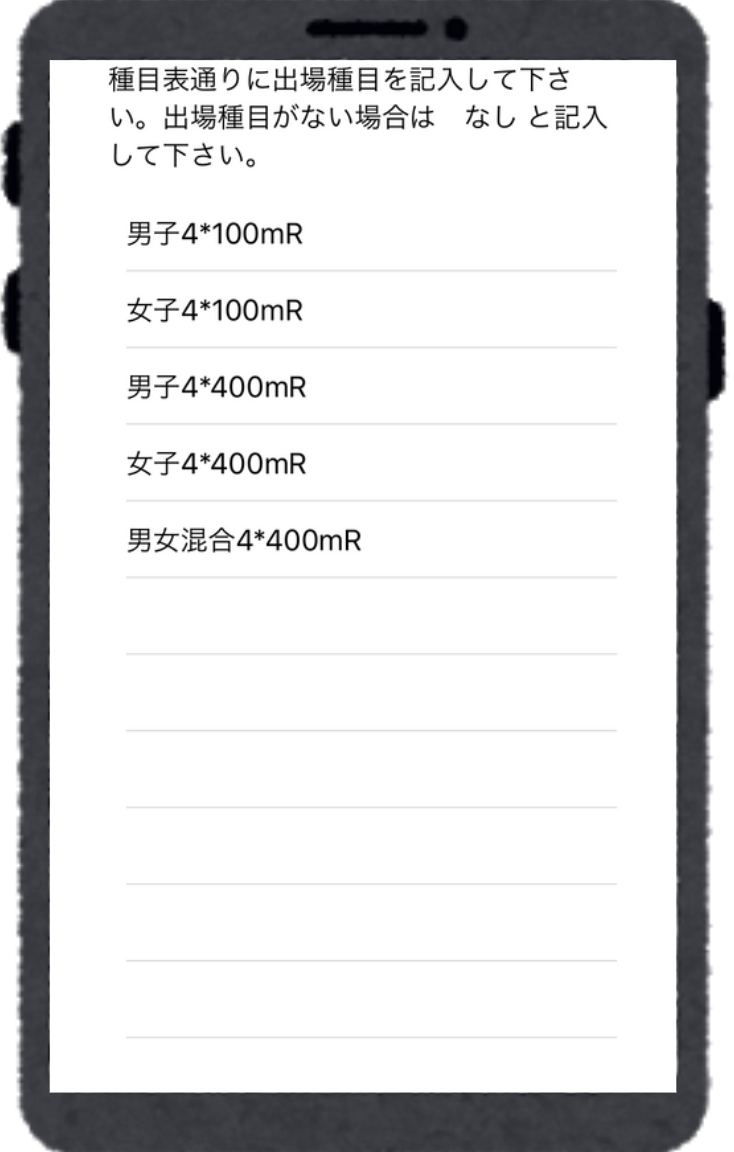 種目表通りに出場種目を記入して下さ
い。出場種目がない場合は　なし と記入
して下さい。
男子4*100mR
女子4*100mR
男子4*400mR
女子4*400mR
男女混合4*400mR